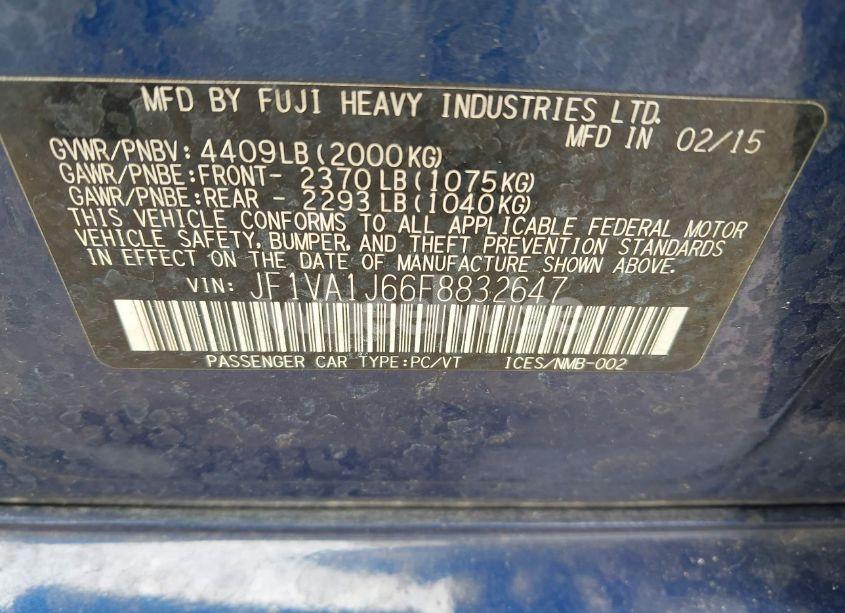 MFD BY FUJI HEAVY INDUSTRIES LTD.
MFD IN 02/15
GVWR/PNBV: 4409LB (2000KG)
GAWR/PNBE:FRONT- 2370LB (1075KG)
GAWR/PNBE:REAR - 2293LB (1040KG)
THIS VEHICLE CONFORMS TO ALL APPLICABLE FEDERAL MOTOR
VEHICLE SAFETY, BUMPER, AND THEFT PREVENTION STANDARDS
IN EFFECT ON THE DATE OF MANUFACTURE SHOWN ABOVE.
VIN: JF1VA1J66F8832647
PASSENGER CAR TYPE:PC/VT ICES/NMB-002